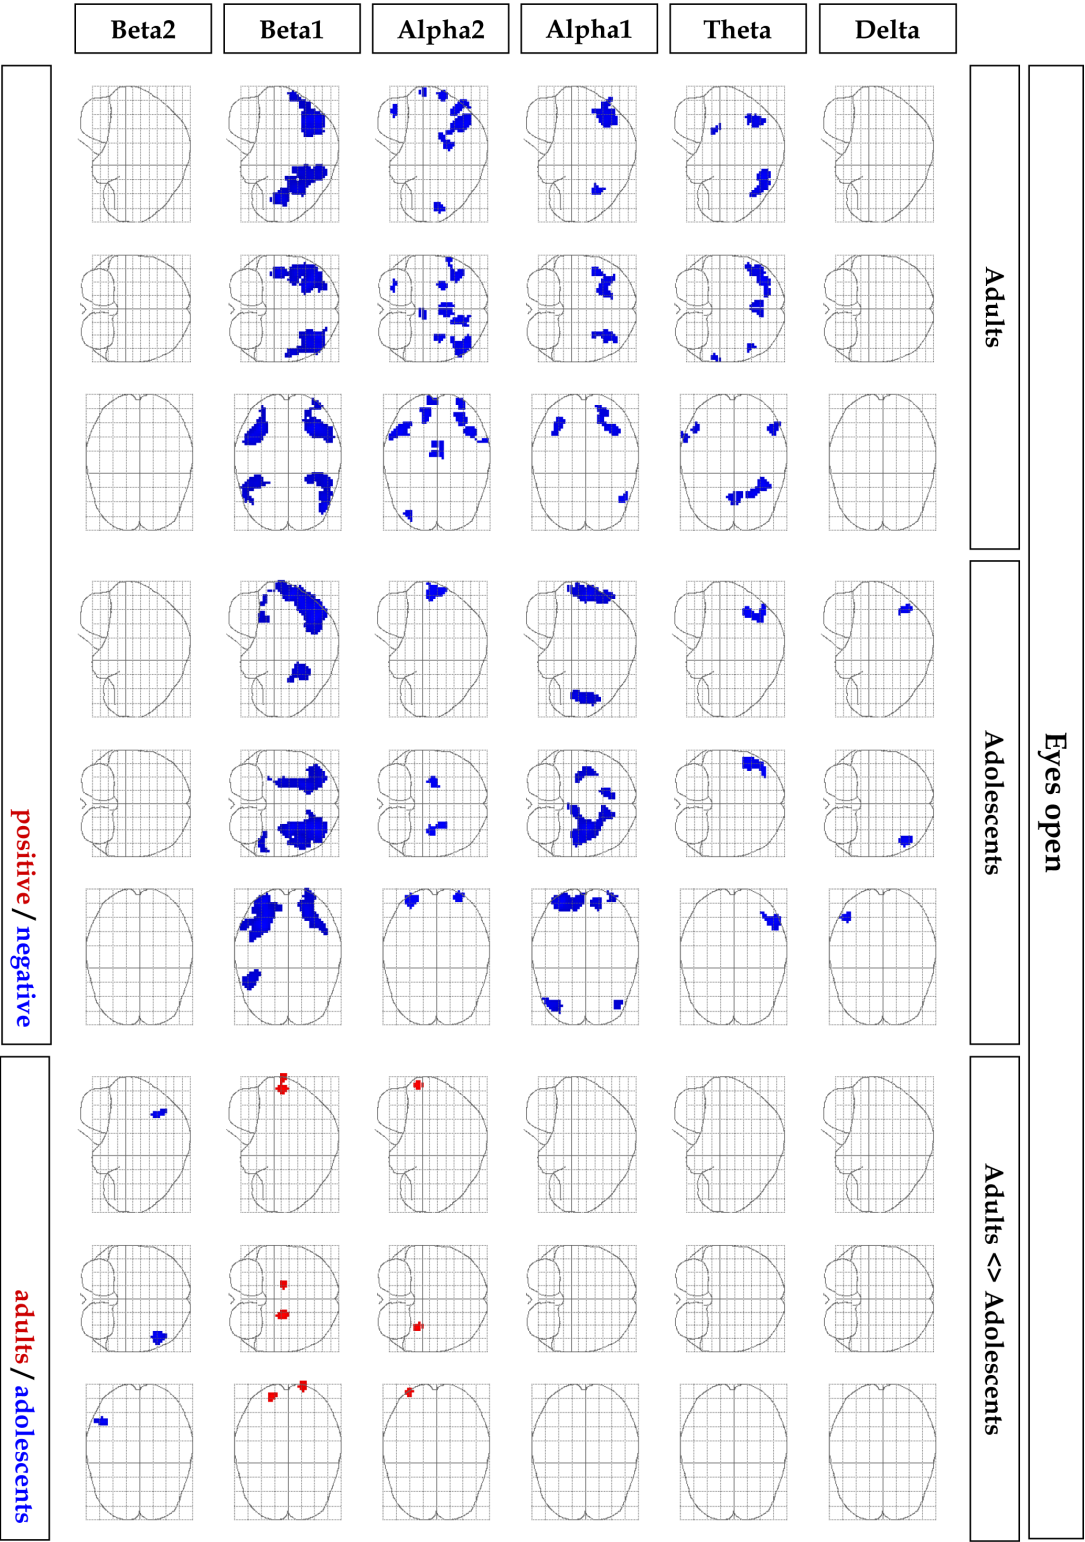 Eyes open
Adults
Adolescents
Adults <> Adolescents
Delta
Theta
Alpha1
Alpha2
Beta1
Beta2
positive / negative
adults / adolescents